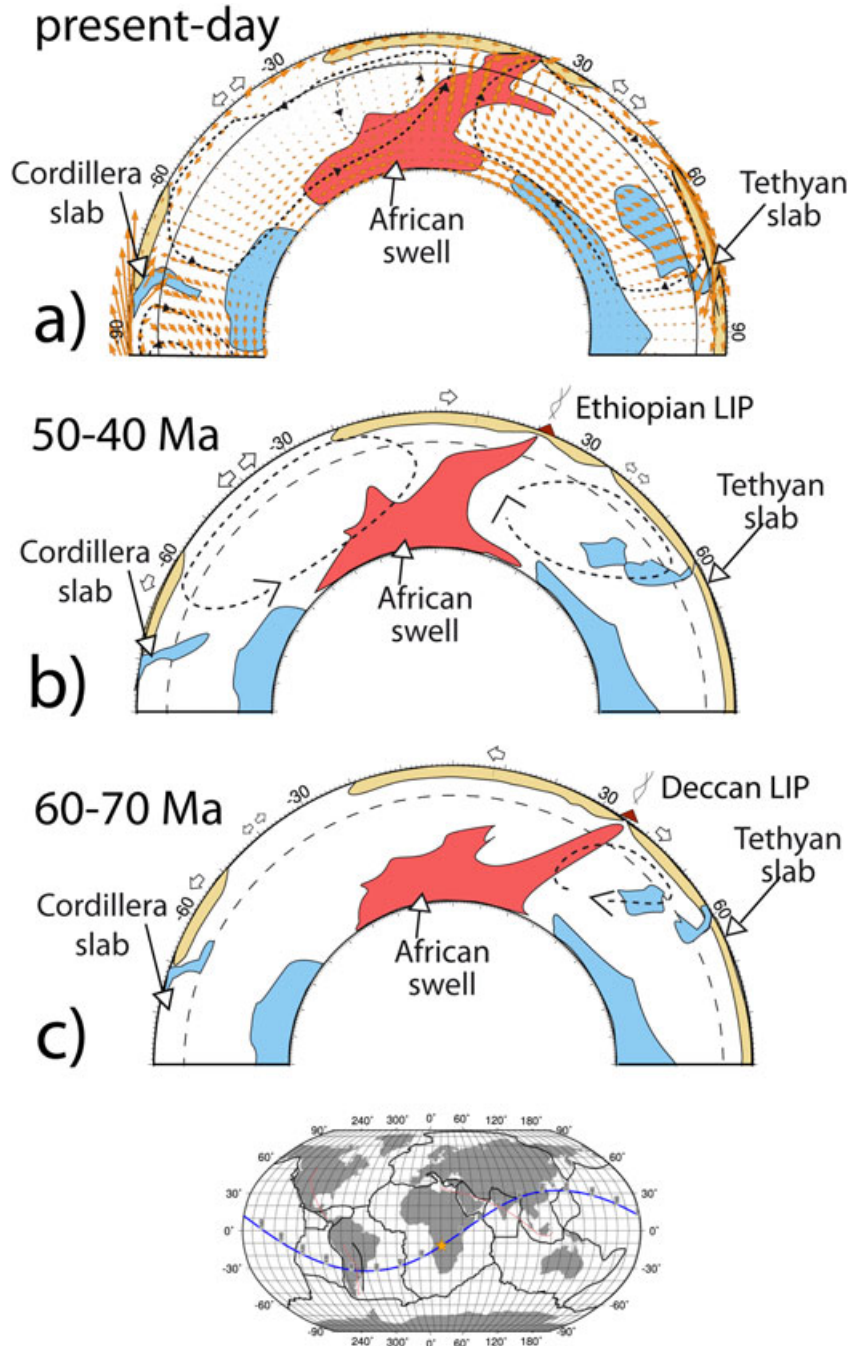 present-day
-30
30
-60
60
Cordillera
slab
Tethyan
slab
African
swell
a)
-90
90
50-40 Ma
Ethiopian LIP
-30
30
Tethyan
slab
-60
60
Cordillera
slab
African
swell
b)
60-70 Ma
Deccan LIP
-30
30
Tethyan
slab
-60
60
Cordillera
slab
African
swell
c)
240˚ 300˚ 0˚ 60˚ 120˚ 180˚
90˚ 90˚
60˚ 60˚
30˚ 30˚
0˚ 0˚
-30˚ -30˚
-60˚ -60˚
-90˚ -90˚
240˚ 300˚ 0˚ 60˚ 120˚ 180˚